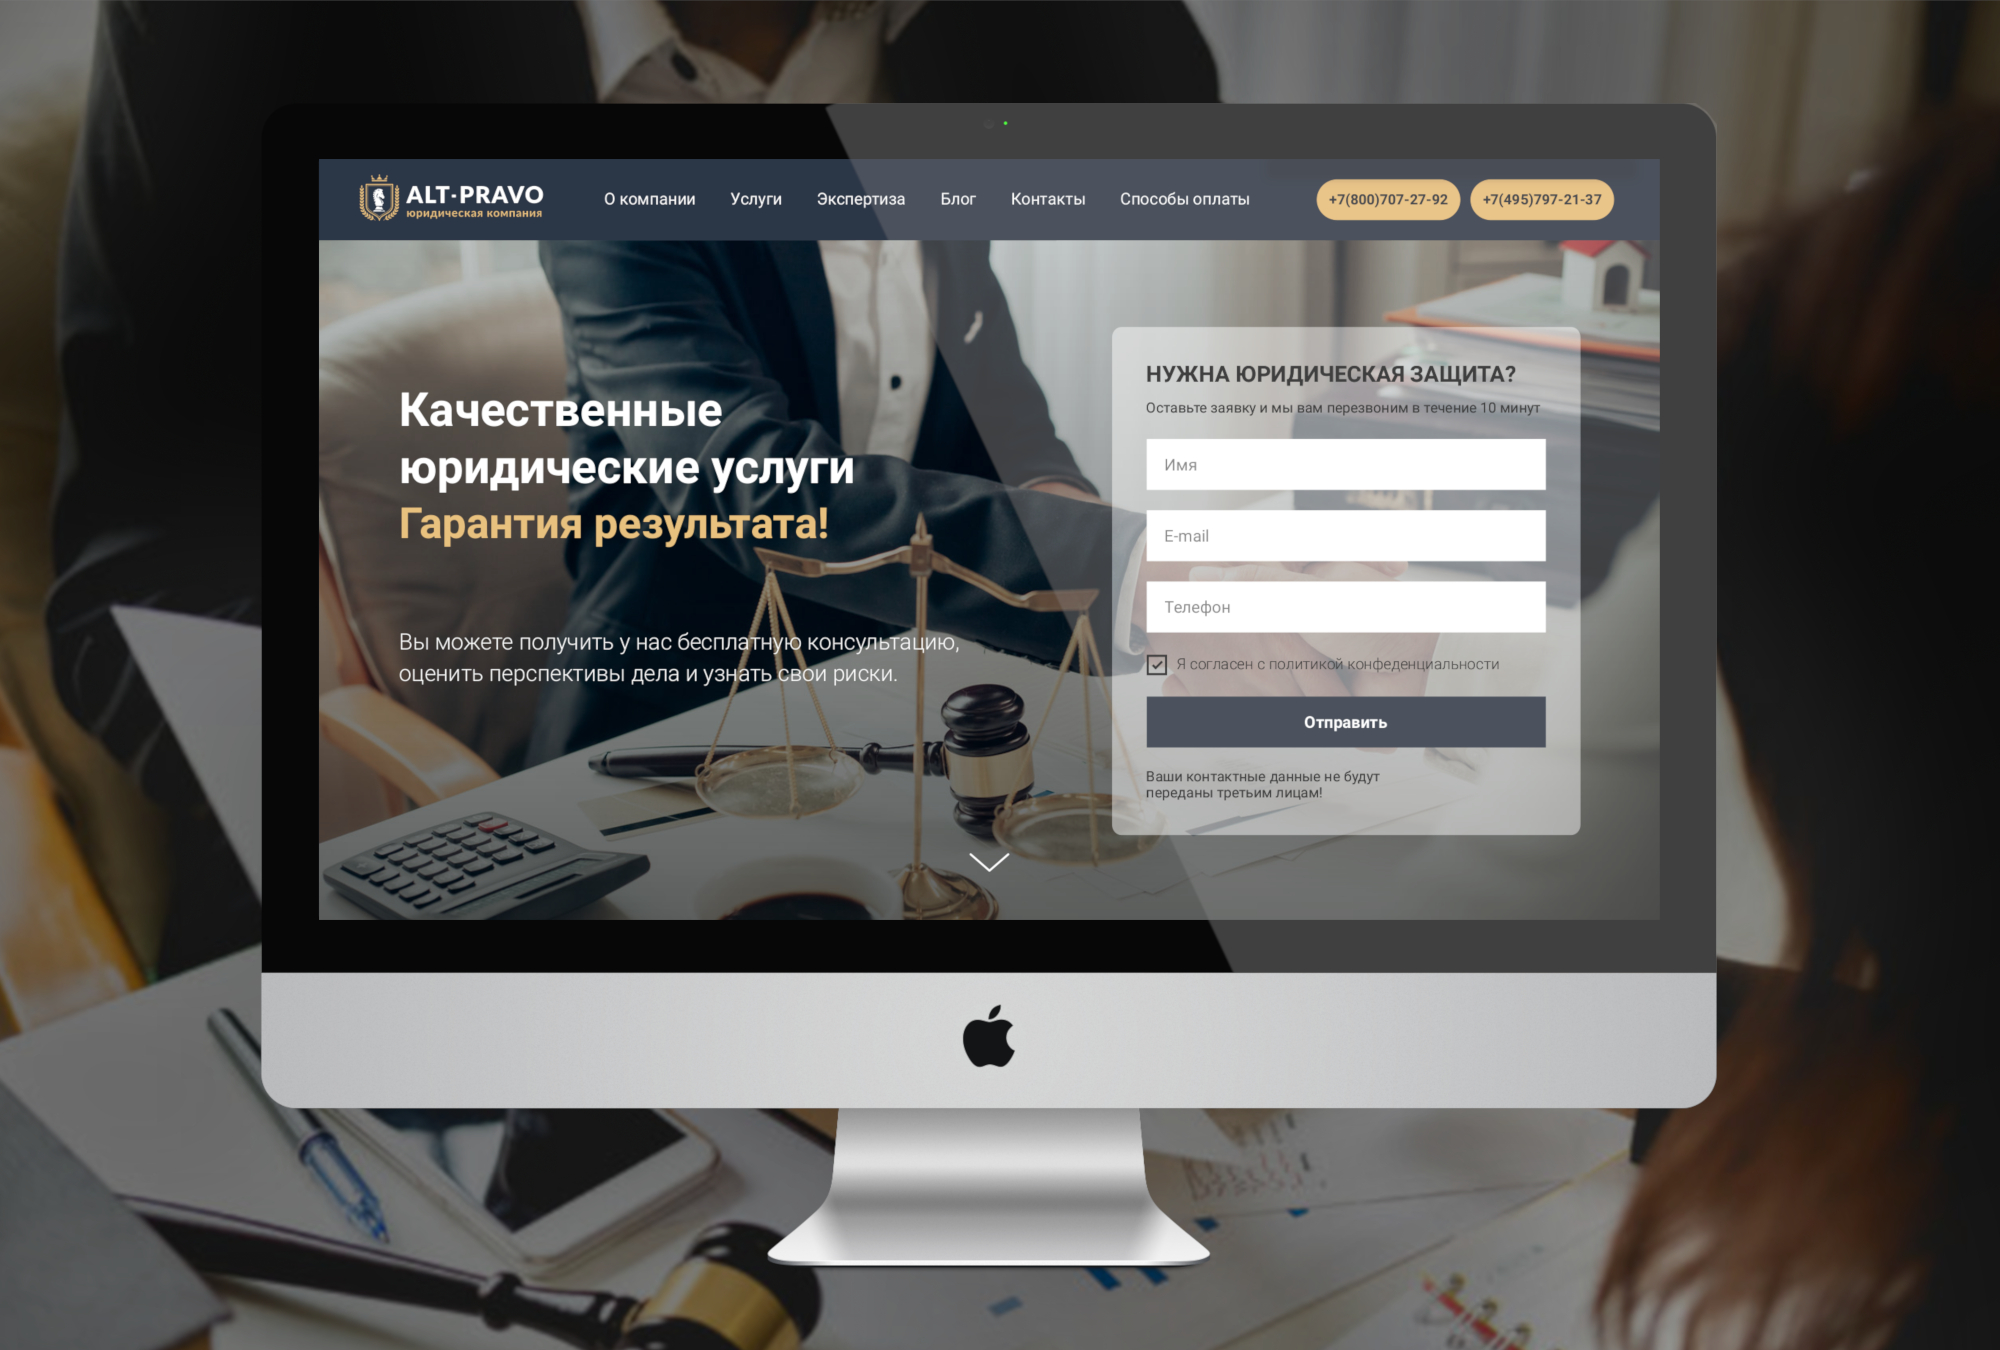 ALT-PRAVO
юридическая компания
О компании Услуги Экспертиза Блог Контакты Способы оплаты +7(800)707-27-92 +7(495)797-21-37
Качественные
юридические услуги
Гарантия результата!
Вы можете получить у нас бесплатную консультацию,
оценить перспективы дела и узнать свои риски.
НУЖНА ЮРИДИЧЕСКАЯ ЗАЩИТА?
Оставьте заявку и мы вам перезвоним в течение 10 минут
Имя
E-mail
Телефон
Я согласен с политикой конфеденциальности
Отправить
Ваши контактные данные не будут
переданы третьим лицам!